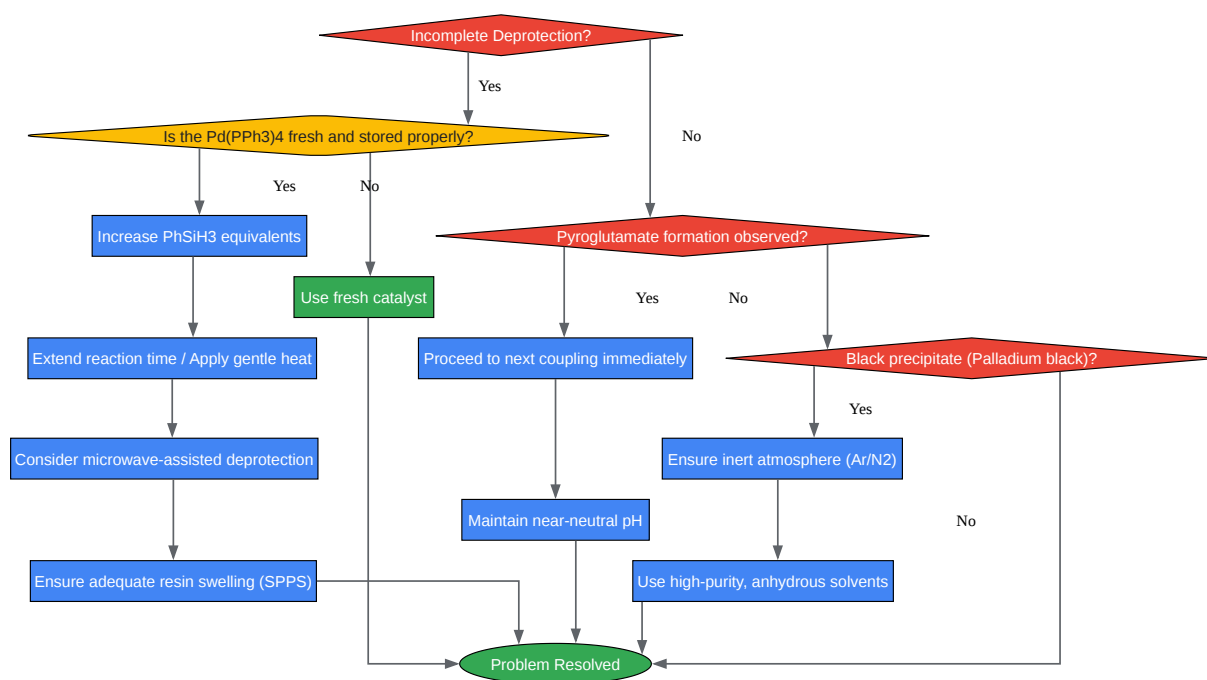 Incomplete Deprotection?
Yes
Is the Pd(PPh3)4 fresh and stored properly?
No
Yes
No
Increase PhSiH3 equivalents
Pyroglutamate formation observed?
Use fresh catalyst
Yes
No
Extend reaction time / Apply gentle heat
Proceed to next coupling immediately
Black precipitate (Palladium black)?
Yes
Consider microwave-assisted deprotection
Ensure inert atmosphere (Ar/N2)
Maintain near-neutral pH
No
Ensure adequate resin swelling (SPPS)
Use high-purity, anhydrous solvents
Problem Resolved